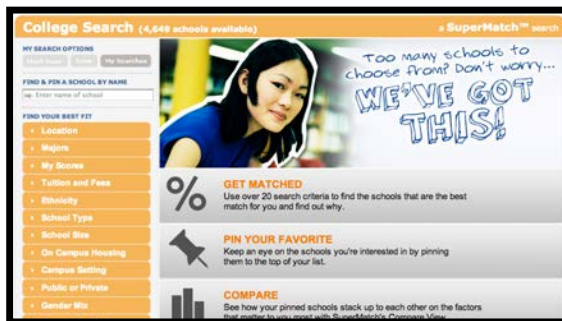 College Search (4,649 schools available)
a SuperMatch™ search
MY SEARCH OPTIONS
Start Over Save My Searches
FIND & PIN A SCHOOL BY NAME
Enter name of school
FIND YOUR BEST FIT
Location
Majors
My Scores
Tuition and Fees
Ethnicity
School Type
School Size
On Campus Housing
Campus Setting
Public or Private
Gender Mix
Too many schools to
choose from? Don't worry...
WE'VE GOT
THIS!
GET MATCHED
Use over 20 search criteria to find the schools that are the best
match for you and find out why.
PIN YOUR FAVORITE
Keep an eye on the schools you're interested in by pinning
them to the top of your list.
COMPARE
See how your pinned schools stack up to each other on the factors
that matter to you most with SuperMatch's Compare View.